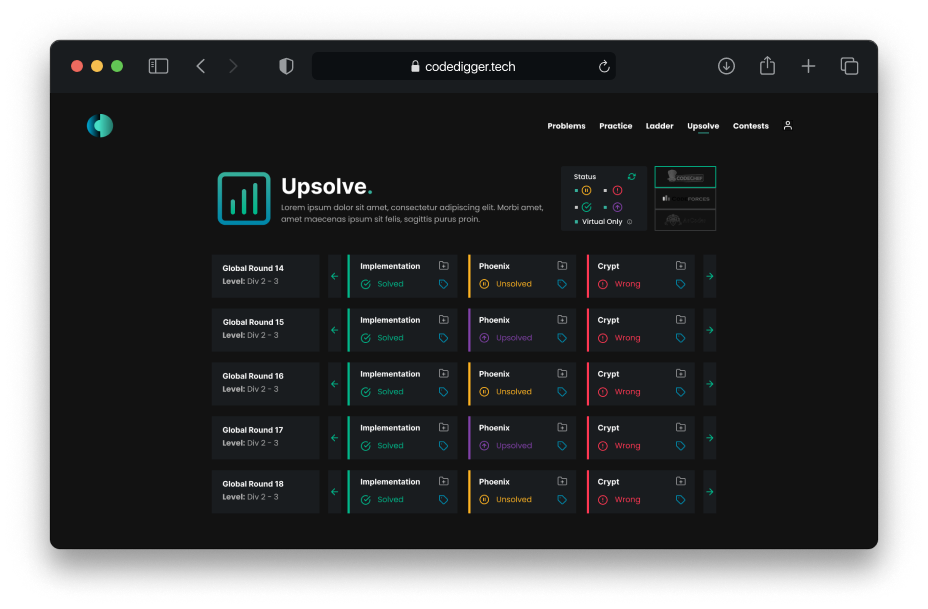 codedigger.tech
Problems Practice Ladder Upsolve Contests
Upsolve.
Lorem ipsum dolor sit amet, consectetur adipiscing elit. Morbi amet,
amet maecenas ipsum sit felis, sagittis purus proin.
Status
Virtual Only
CODECHEF
FORCES
Global Round 14
Level: Div 2 - 3
Implementation
Solved
Phoenix
Unsolved
Crypt
Wrong
Global Round 15
Level: Div 2 - 3
Implementation
Solved
Phoenix
Upsolved
Crypt
Wrong
Global Round 16
Level: Div 2 - 3
Implementation
Solved
Phoenix
Unsolved
Crypt
Wrong
Global Round 17
Level: Div 2 - 3
Implementation
Solved
Phoenix
Upsolved
Crypt
Wrong
Global Round 18
Level: Div 2 - 3
Implementation
Solved
Phoenix
Unsolved
Crypt
Wrong